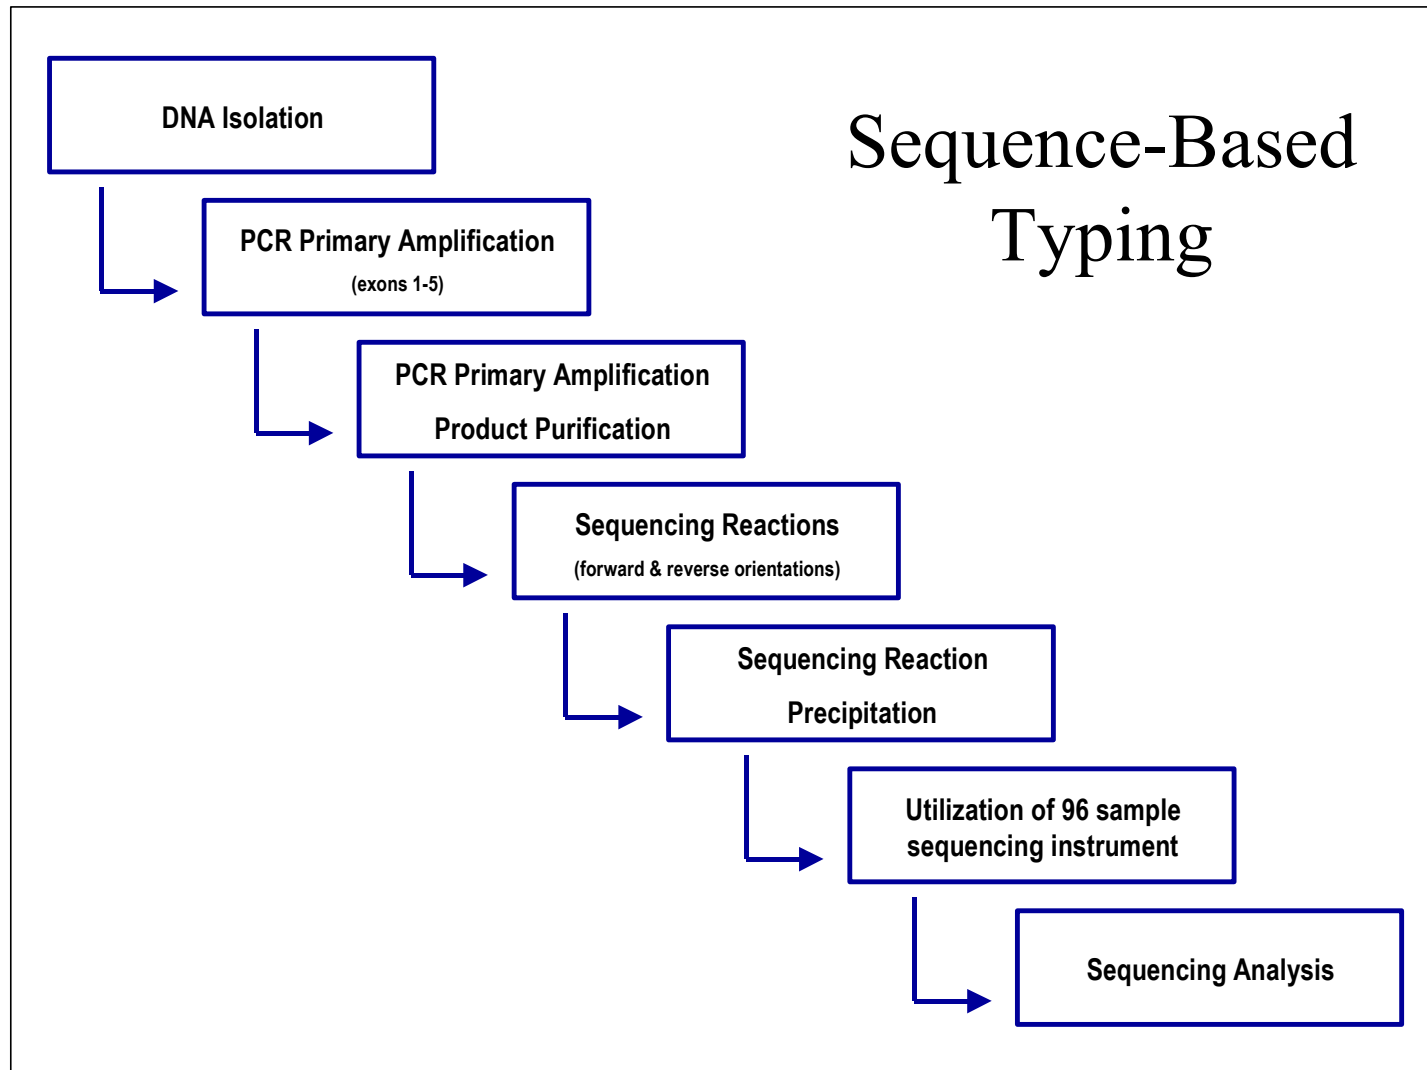 Sequence-Based
Typing
DNA Isolation
PCR Primary Amplification
(exons 1-5)
PCR Primary Amplification
Product Purification
Sequencing Reactions
(forward & reverse orientations)
Sequencing Reaction
Precipitation
Utilization of 96 sample
sequencing instrument
Sequencing Analysis